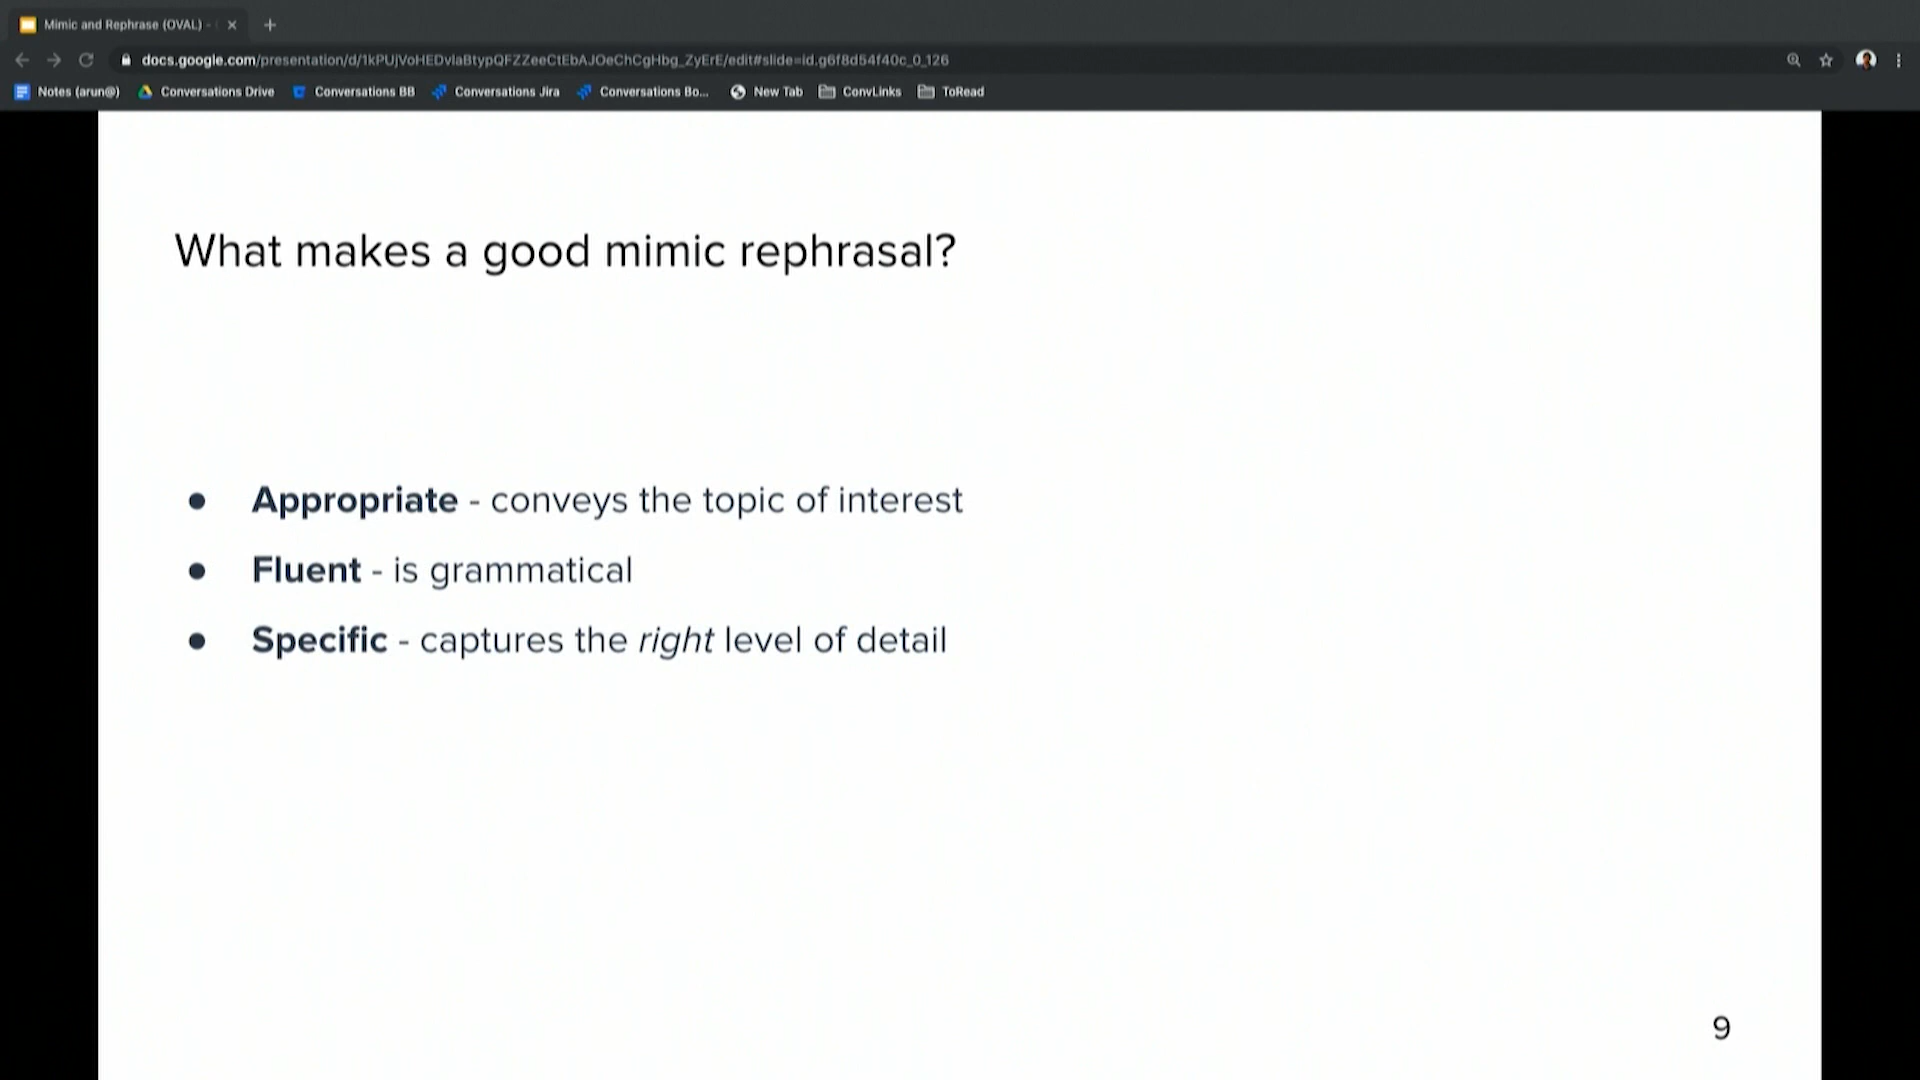 Mimic and Rephrase (OVAL) -
docs.google.com/presentation/d/1kPUjVoHEDvlaBtypQFZZeeCtEbAJOeChCgHbg_ZyErE/edit#slide=id.g6f8d54f40c_0_126
Notes (arun@) Conversations Drive Conversations BB Conversations Jira Conversations Bo... New Tab ConvLinks ToRead
What makes a good mimic rephrasal?
● Appropriate - conveys the topic of interest
● Fluent - is grammatical
● Specific - captures the right level of detail
9